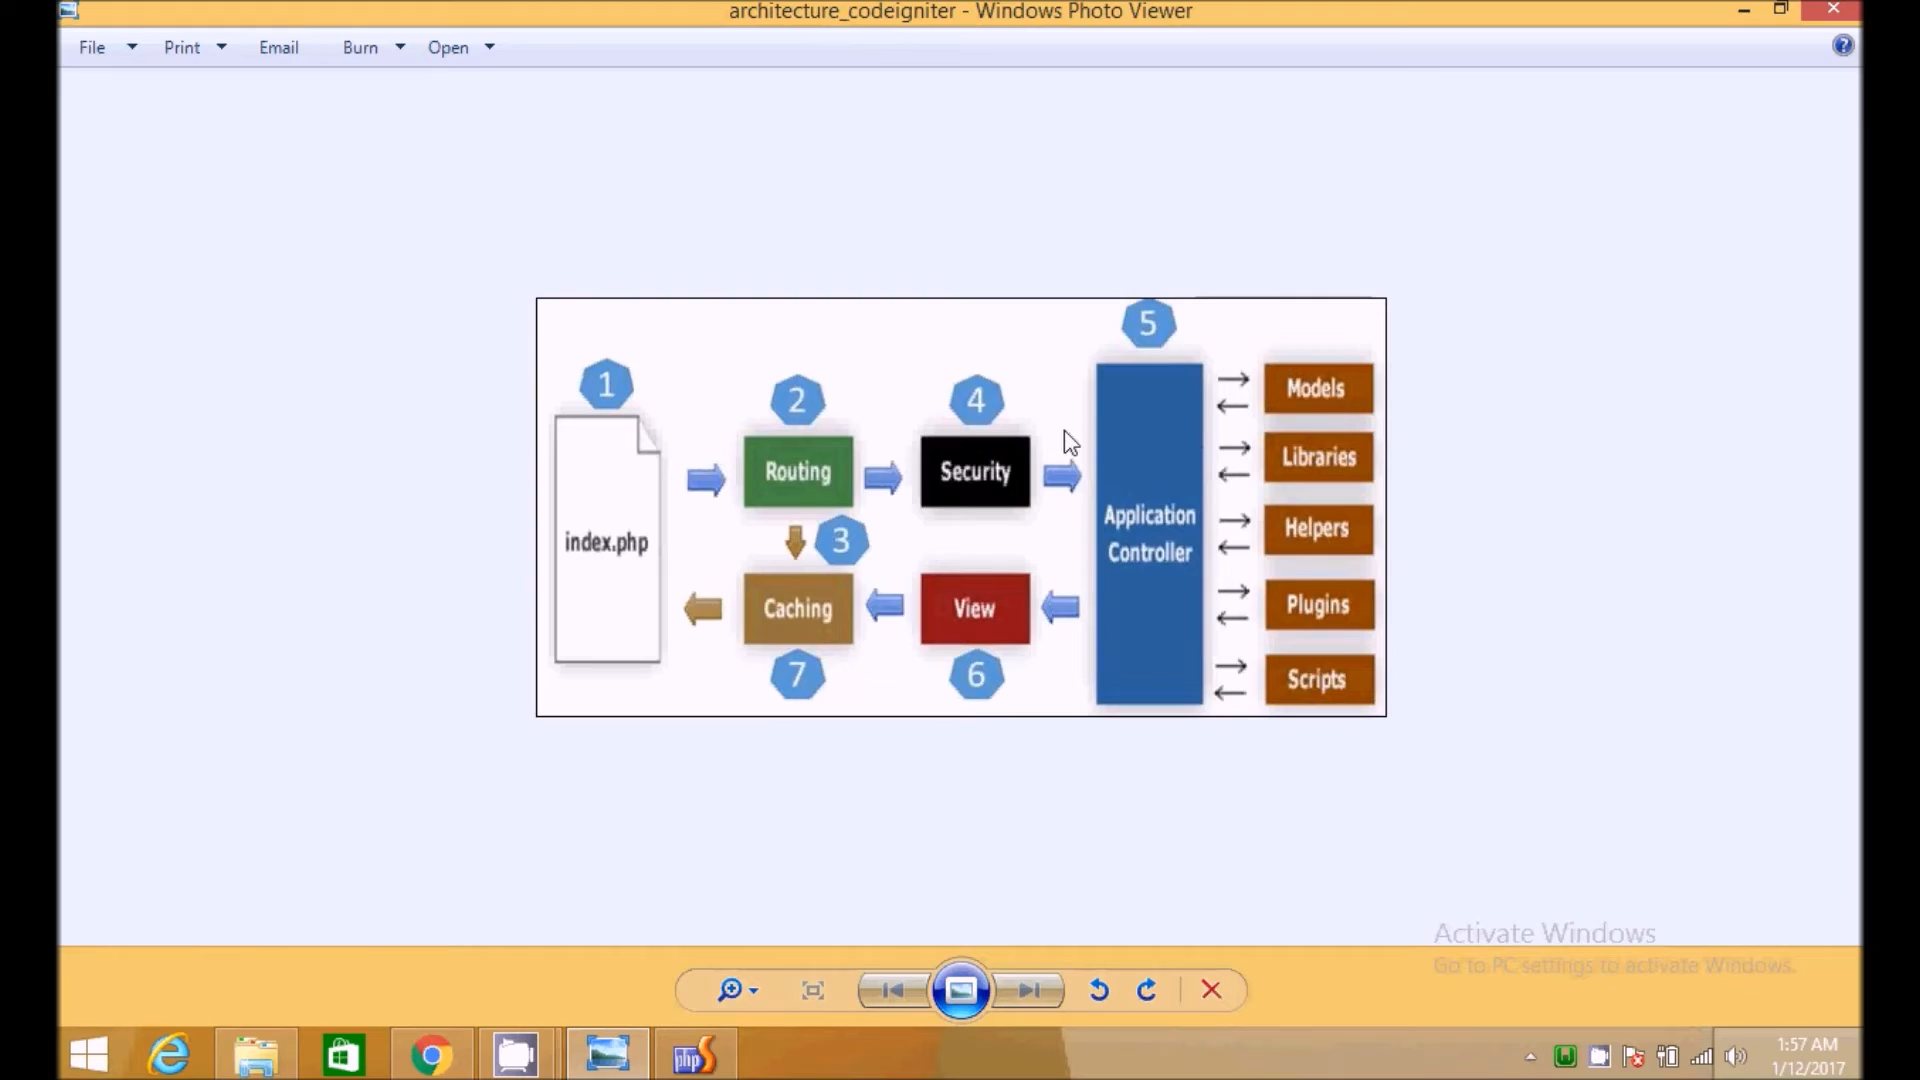 architecture_codeigniter - Windows Photo Viewer
File Print Email Burn Open
5
1
2
4
Models
Routing
Security
Libraries
index.php
3
Application
Controller
Helpers
Caching
View
Plugins
7
6
Scripts
Activate Windows
Go to PC settings to activate Windows.
php
1:57 AM
1/12/2017